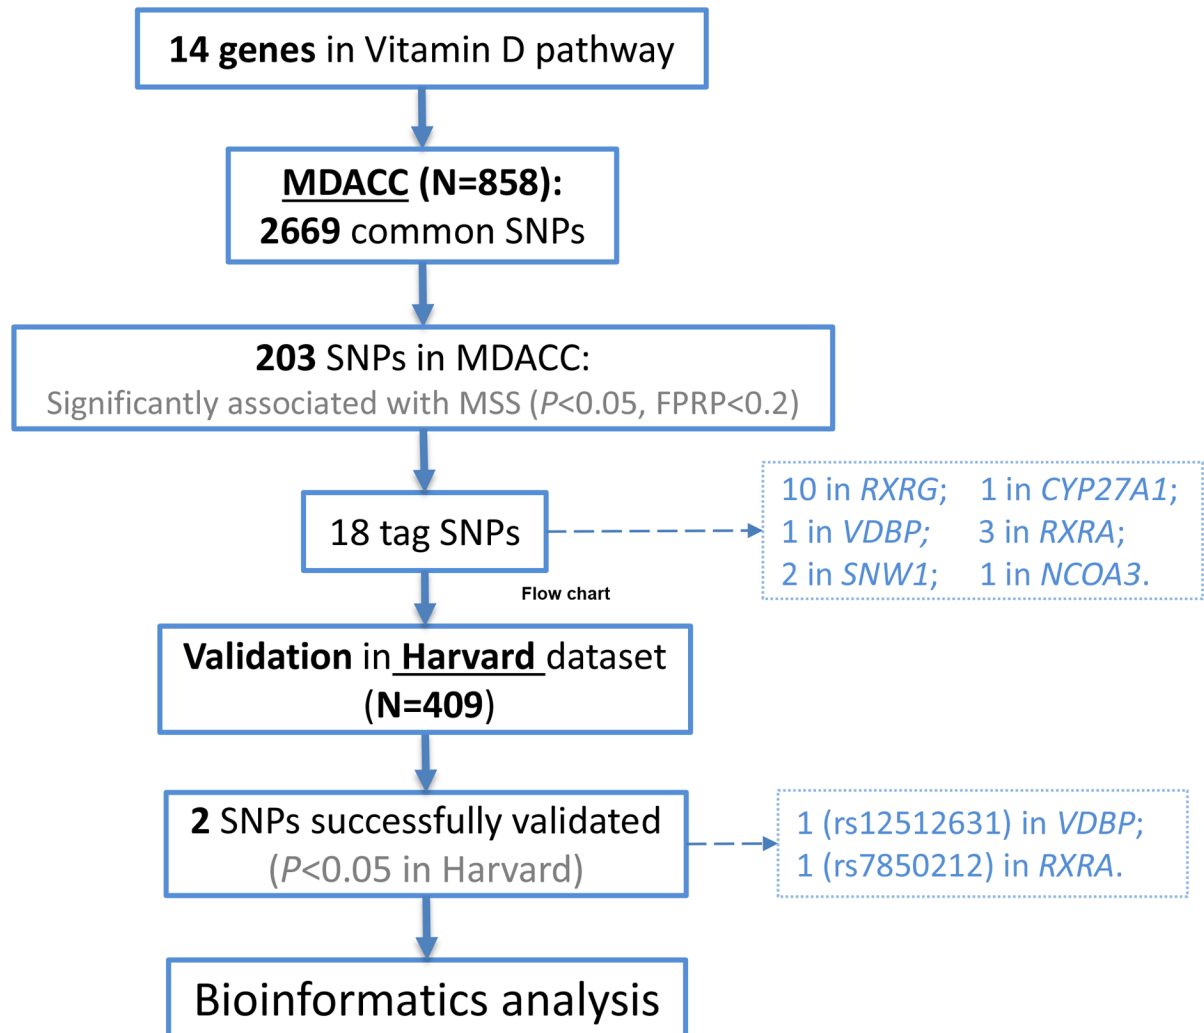 14 genes in Vitamin D pathway
MDACC (N=858):
2669 common SNPs
203 SNPs in MDACC:
Significantly associated with MSS (P<0.05, FPRP<0.2)
18 tag SNPs
10 in RXRG; 1 in CYP27A1;
1 in VDBP; 3 in RXRA;
2 in SNW1; 1 in NCOA3.
Flow chart
Validation in Harvard dataset
(N=409)
2 SNPs successfully validated
(P<0.05 in Harvard)
1 (rs12512631) in VDBP;
1 (rs7850212) in RXRA.
Bioinformatics analysis